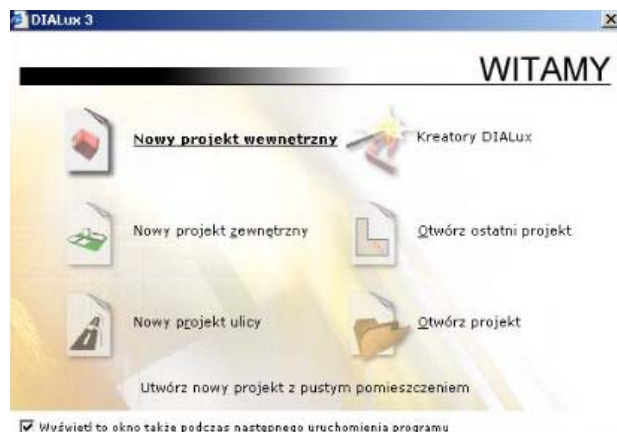 DIALux 3
WITAMY
Nowy projekt wewnętrzny
Kreatory DIALux
Nowy projekt zewnętrzny
Otwórz ostatni projekt
Nowy projekt ulicy
Otwórz projekt
Utwórz nowy projekt z pustym pomieszczeniem
Wyświetl to okno także podczas następnego uruchomienia programu